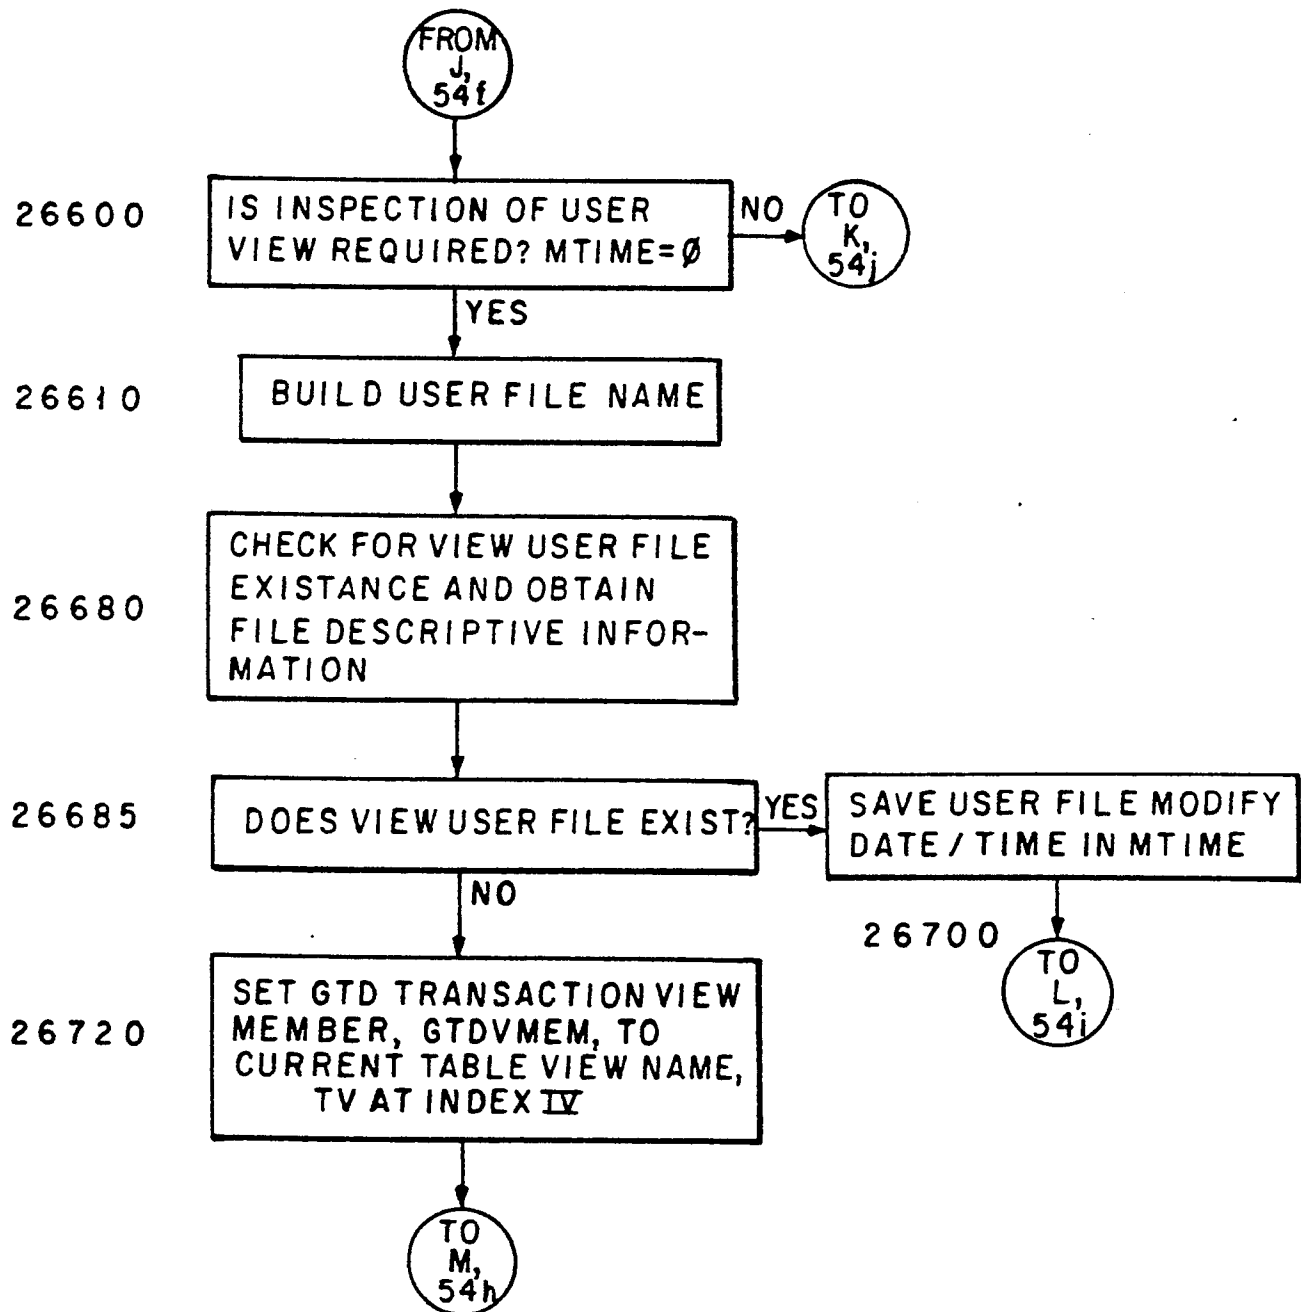 FROM
J,
54f
26600
IS INSPECTION OF USER
VIEW REQUIRED? MTIME=Ø
NO
TO
K,
54j
YES
26610
BUILD USER FILE NAME
26680
CHECK FOR VIEW USER FILE
EXISTANCE AND OBTAIN
FILE DESCRIPTIVE INFOR-
MATION
26685
DOES VIEW USER FILE EXIST?
YES
SAVE USER FILE MODIFY
DATE/TIME IN MTIME
NO
26700
TO
L,
54i
26720
SET GTD TRANSACTION VIEW
MEMBER, GTDVMEM, TO
CURRENT TABLE VIEW NAME,
TV AT INDEX IV
TO
M,
54h